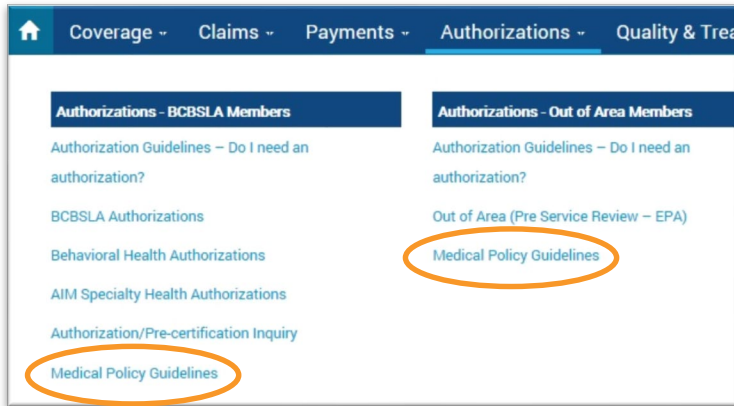 Coverage Claims Payments Authorizations Quality &
Authorizations - BCBSLA Members
Authorization Guidelines – Do I need an
authorization?
BCBSLA Authorizations
Behavioral Health Authorizations
AIM Specialty Health Authorizations
Authorization/Pre-certification Inquiry
Medical Policy Guidelines
Authorizations - Out of Area Members
Authorization Guidelines – Do I need an
authorization?
Out of Area (Pre Service Review – EPA)
Medical Policy Guidelines